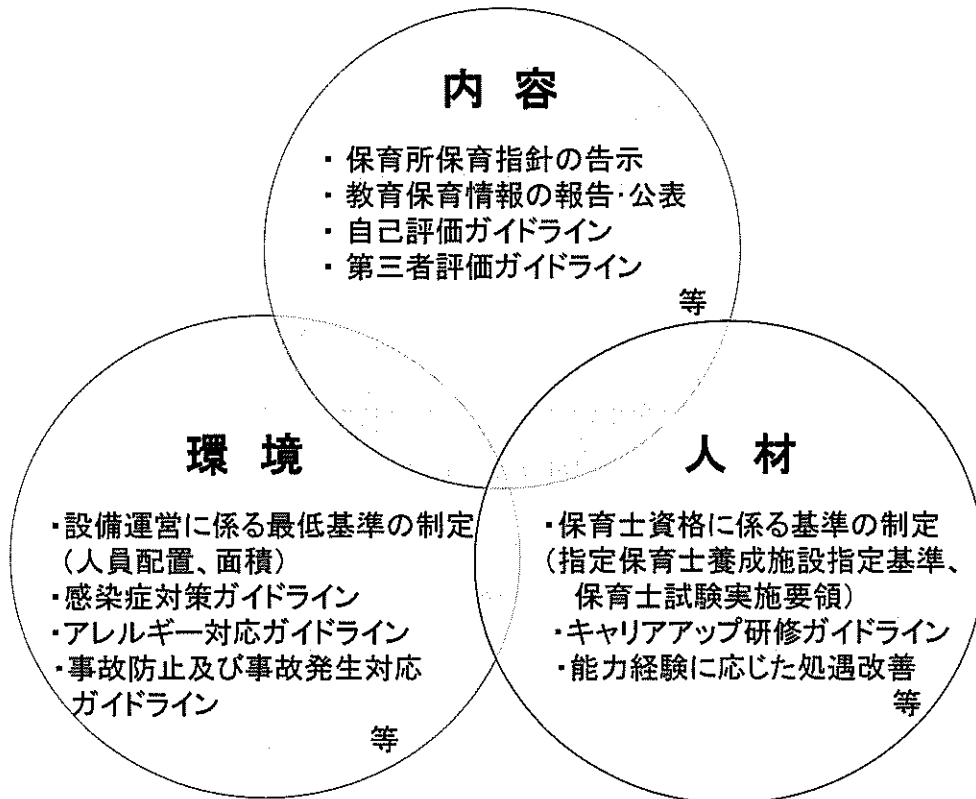 内 容
・保育所保育指針の告示
・教育保育情報の報告・公表
・自己評価ガイドライン
・第三者評価ガイドライン
等
環 境
・設備運営に係る最低基準の制定
（人員配置、面積）
・感染症対策ガイドライン
・アレルギー対応ガイドライン
・事故防止及び事故発生対応
ガイドライン
等
人 材
・保育士資格に係る基準の制定
（指定保育士養成施設指定基準、
保育士試験実施要領）
・キャリアアップ研修ガイドライン
・能力経験に応じた処遇改善
等